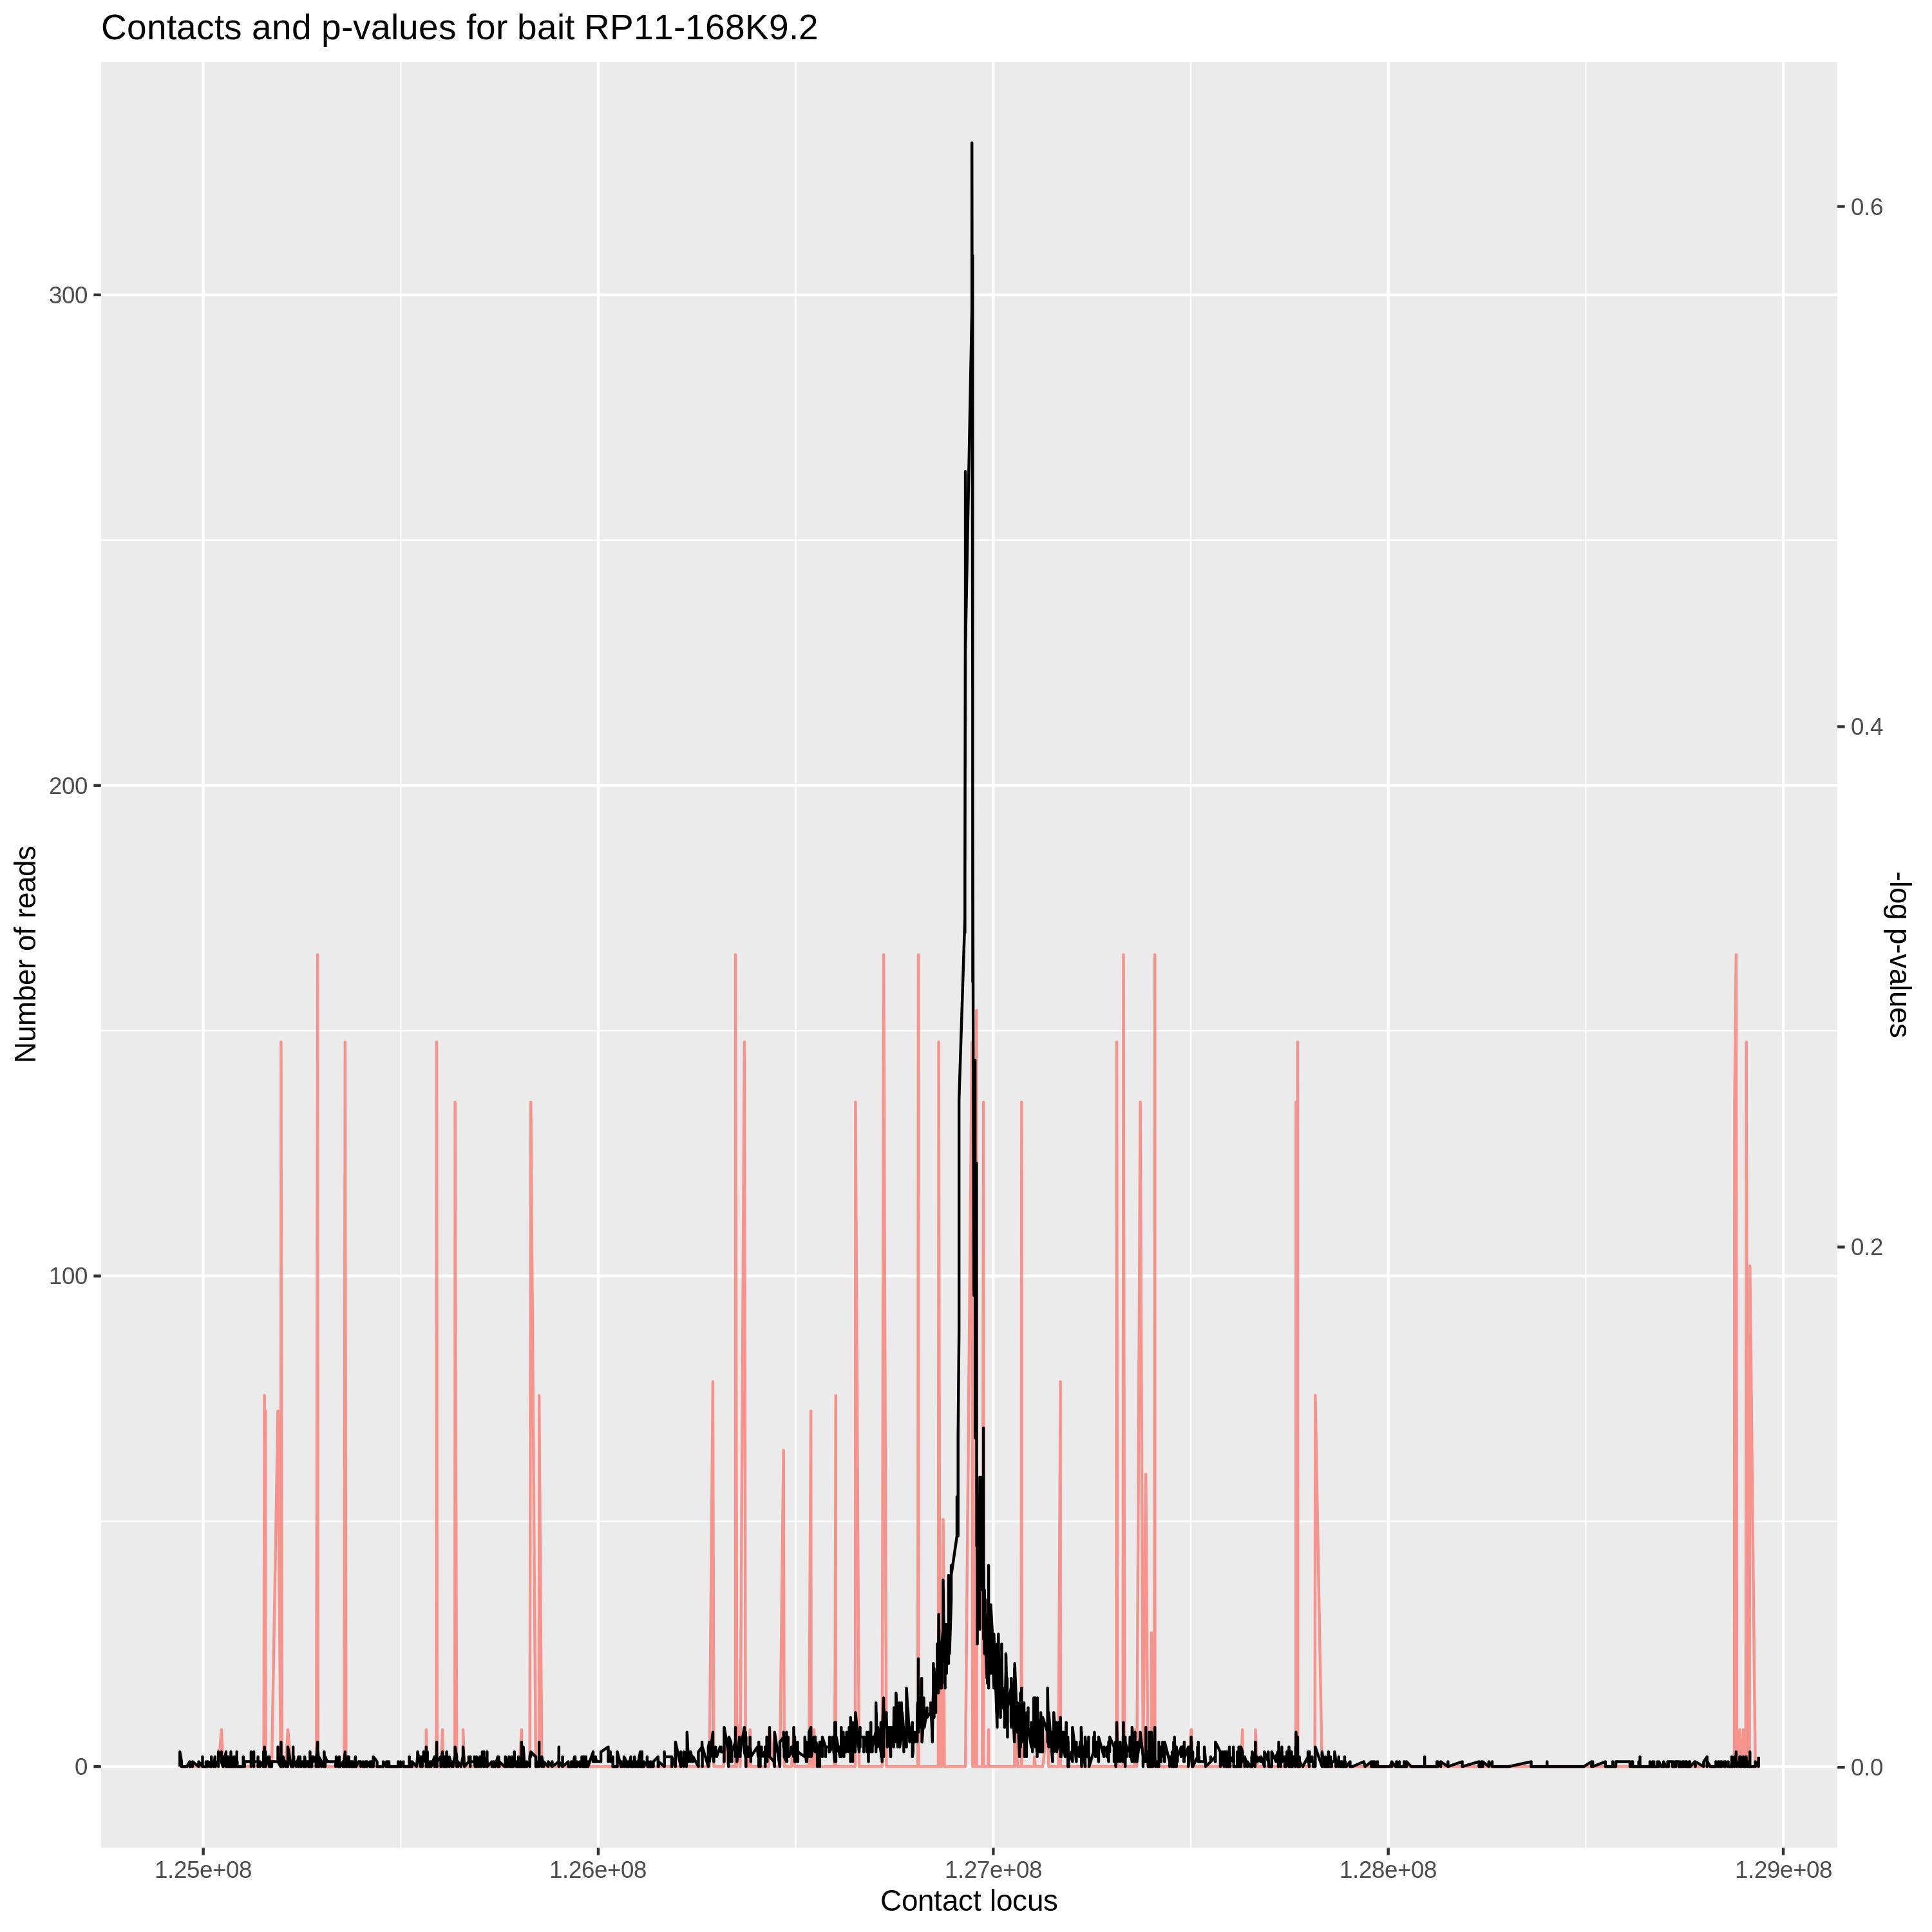 Contacts and p-values for bait RP11-168K9.2
Number of reads
300
200
100
0
0.6
0.4
0.2
0.0
-log p-values
1.25e+08
1.26e+08
1.27e+08
1.28e+08
1.29e+08
Contact locus